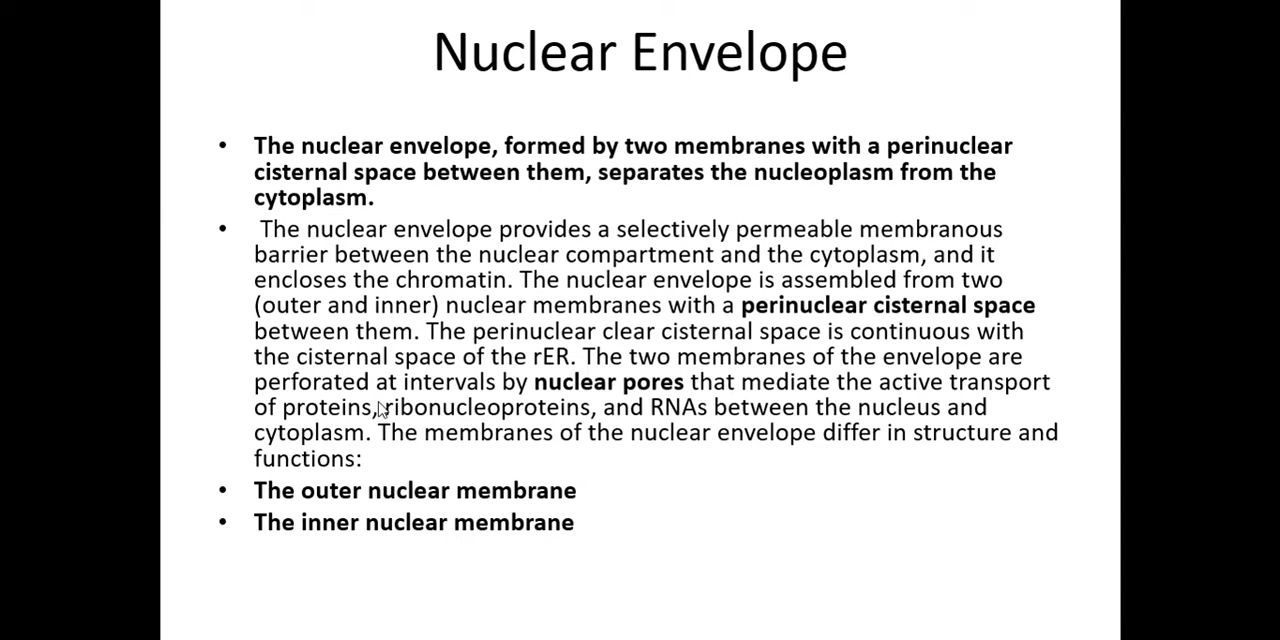 Nuclear Envelope
• The nuclear envelope, formed by two membranes with a perinuclear
cisternal space between them, separates the nucleoplasm from the
cytoplasm.
• The nuclear envelope provides a selectively permeable membranous
barrier between the nuclear compartment and the cytoplasm, and it
encloses the chromatin. The nuclear envelope is assembled from two
(outer and inner) nuclear membranes with a perinuclear cisternal space
between them. The perinuclear clear cisternal space is continuous with
the cisternal space of the rER. The two membranes of the envelope are
perforated at intervals by nuclear pores that mediate the active transport
of proteins, ribonucleoproteins, and RNAs between the nucleus and
cytoplasm. The membranes of the nuclear envelope differ in structure and
functions:
• The outer nuclear membrane
• The inner nuclear membrane